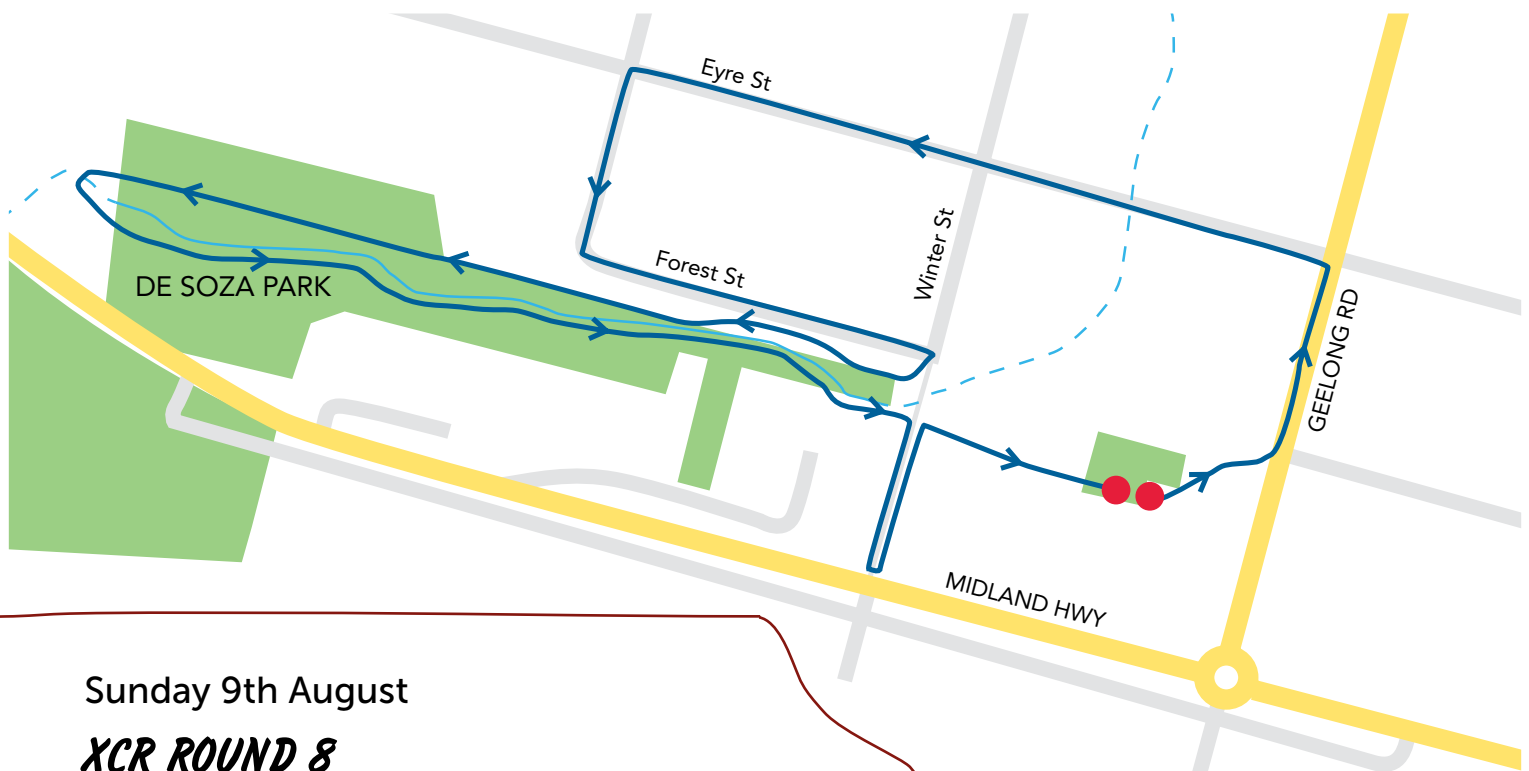 Eyre St
Winter St
Forest St
DE SOZA PARK
GEELONG RD
MIDLAND HWY
Sunday 9th August
XCR ROUND 8